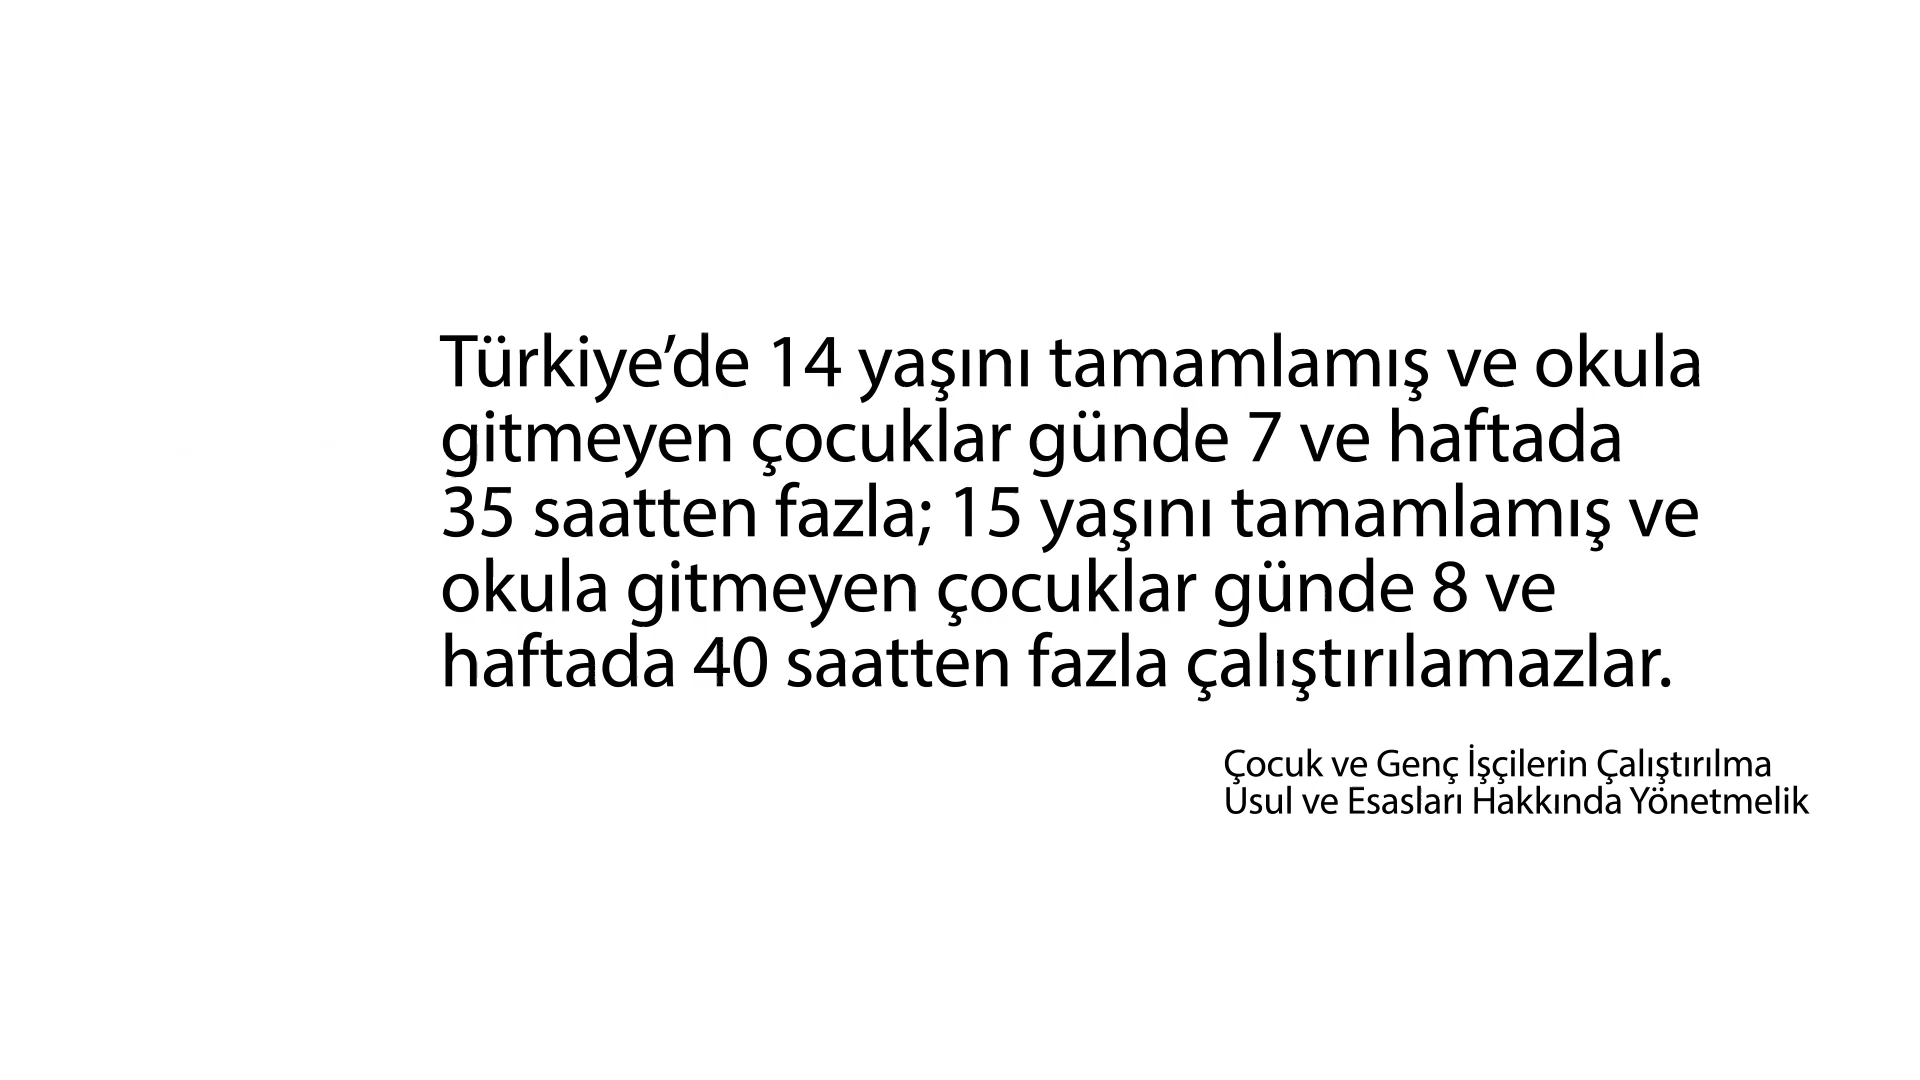 Türkiye’de 14 yaşını tamamlamış ve okula
gitmeyen çocuklar günde 7 ve haftada
35 saatten fazla; 15 yaşını tamamlamış ve
okula gitmeyen çocuklar günde 8 ve
haftada 40 saatten fazla çalıştırılamazlar.
Çocuk ve Genç İşçilerin Çalıştırılma
Usul ve Esasları Hakkında Yönetmelik